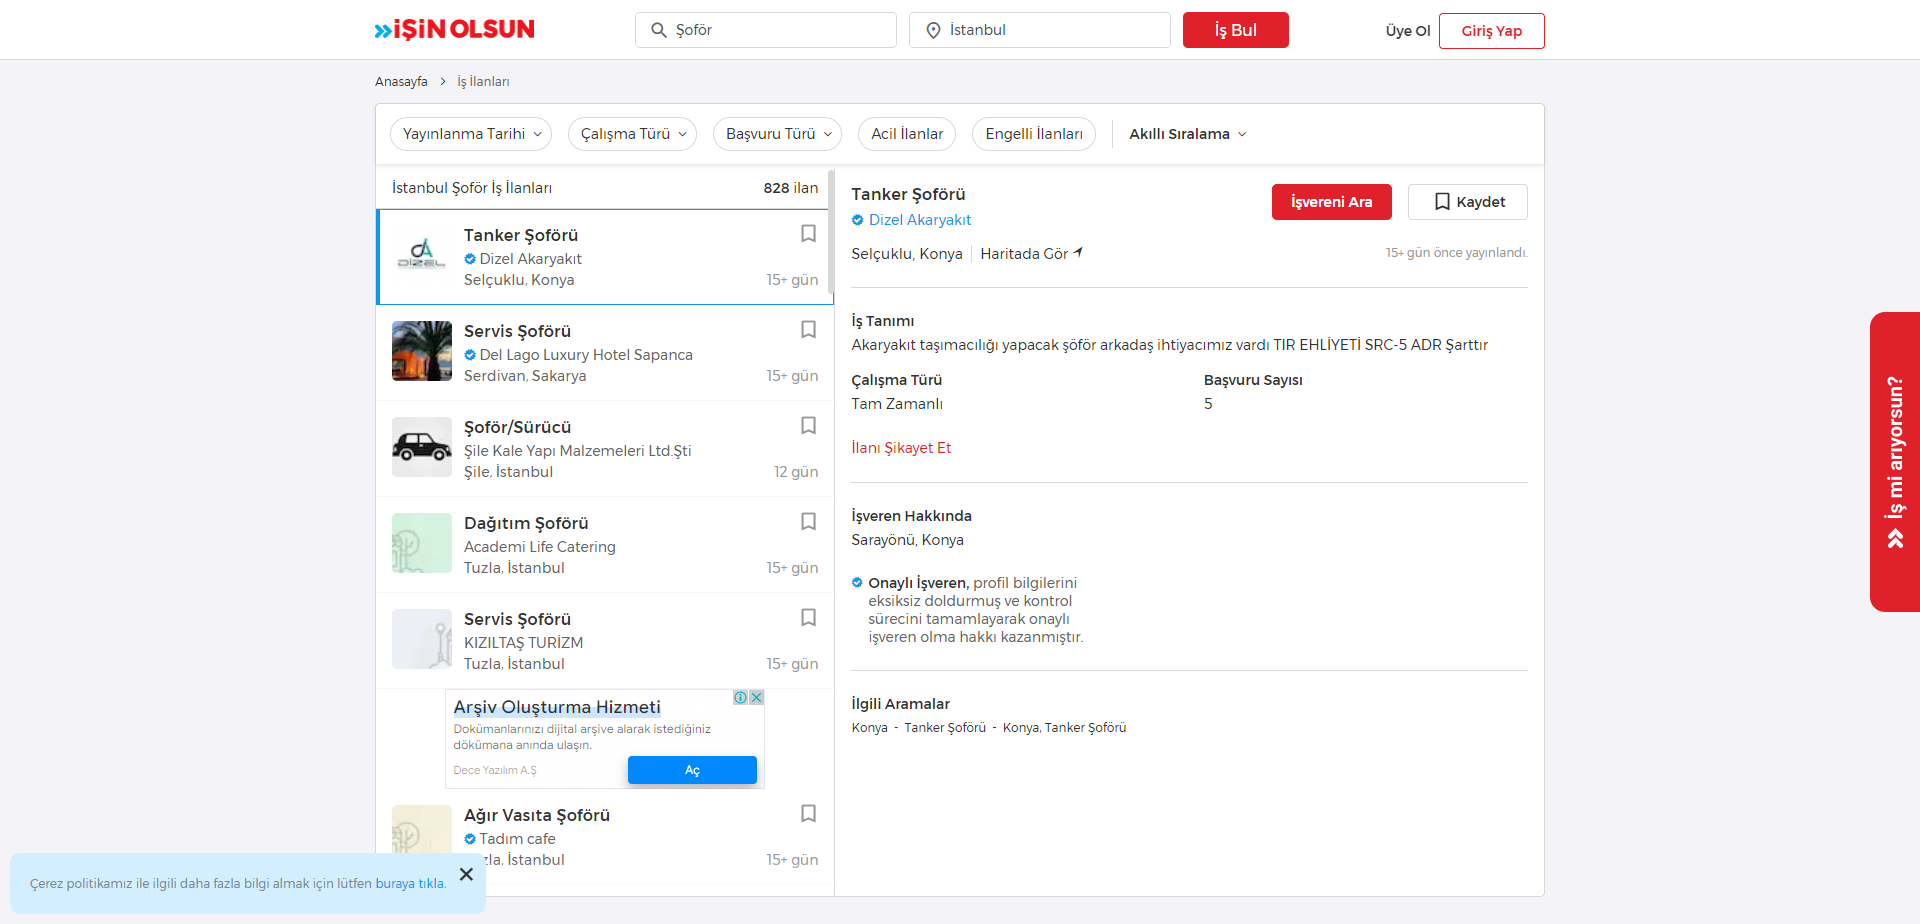 İŞİN OLSUN
Şoför
İstanbul
İş Bul
Üye Ol
Giriş Yap
Anasayfa
İş İlanları
Yayınlanma Tarihi
Çalışma Türü
Başvuru Türü
Acil İlanlar
Engelli İlanları
Akıllı Sıralama
İstanbul Şoför İş İlanları
828 ilan
DİZEL
Tanker Şoförü
Dizel Akaryakıt
Selçuklu, Konya
15+ gün
Servis Şoförü
Del Lago Luxury Hotel Sapanca
Serdivan, Sakarya
15+ gün
Şoför/Sürücü
Şile Kale Yapı Malzemeleri Ltd.Şti
Şile, İstanbul
12 gün
Dağıtım Şoförü
Academi Life Catering
Tuzla, İstanbul
15+ gün
Servis Şoförü
KIZILTAŞ TURİZM
Tuzla, İstanbul
15+ gün
Arşiv Oluşturma Hizmeti
Dokümanlarınızı dijital arşive alarak istediğiniz
dökümana anında ulaşın.
Dece Yazılım A.Ş
Aç
Ağır Vasıta Şoförü
Tadım cafe
zla, İstanbul
15+ gün
Tanker Şoförü
Dizel Akaryakıt
Selçuklu, Konya
Haritada Gör
İşvereni Ara
Kaydet
15+ gün önce yayınlandı.
İş Tanımı
Akaryakıt taşımacılığı yapacak şöför arkadaş ihtiyacımız vardı TIR EHLİYETİ SRC-5 ADR Şarttır
Çalışma Türü
Tam Zamanlı
Başvuru Sayısı
5
İlanı Şikayet Et
İşveren Hakkında
Sarayönü, Konya
Onaylı İşveren, profil bilgilerini
eksiksiz doldurmuş ve kontrol
sürecini tamamlayarak onaylı
işveren olma hakkı kazanmıştır.
İlgili Aramalar
Konya - Tanker Şoförü - Konya, Tanker Şoförü
İş mi arıyorsun?
Çerez politikamız ile ilgili daha fazla bilgi almak için lütfen buraya tıkla.